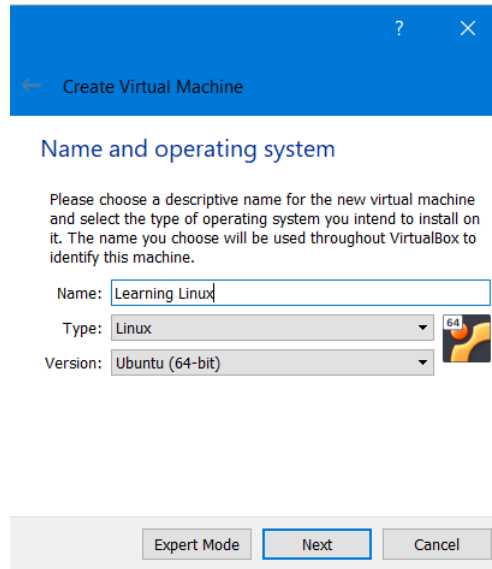 ?
Create Virtual Machine
Name and operating system
Please choose a descriptive name for the new virtual machine
and select the type of operating system you intend to install on
it. The name you choose will be used throughout VirtualBox to
identify this machine.
Name: Learning Linux
Type: Linux
64
Version: Ubuntu (64-bit)
Expert Mode Next Cancel